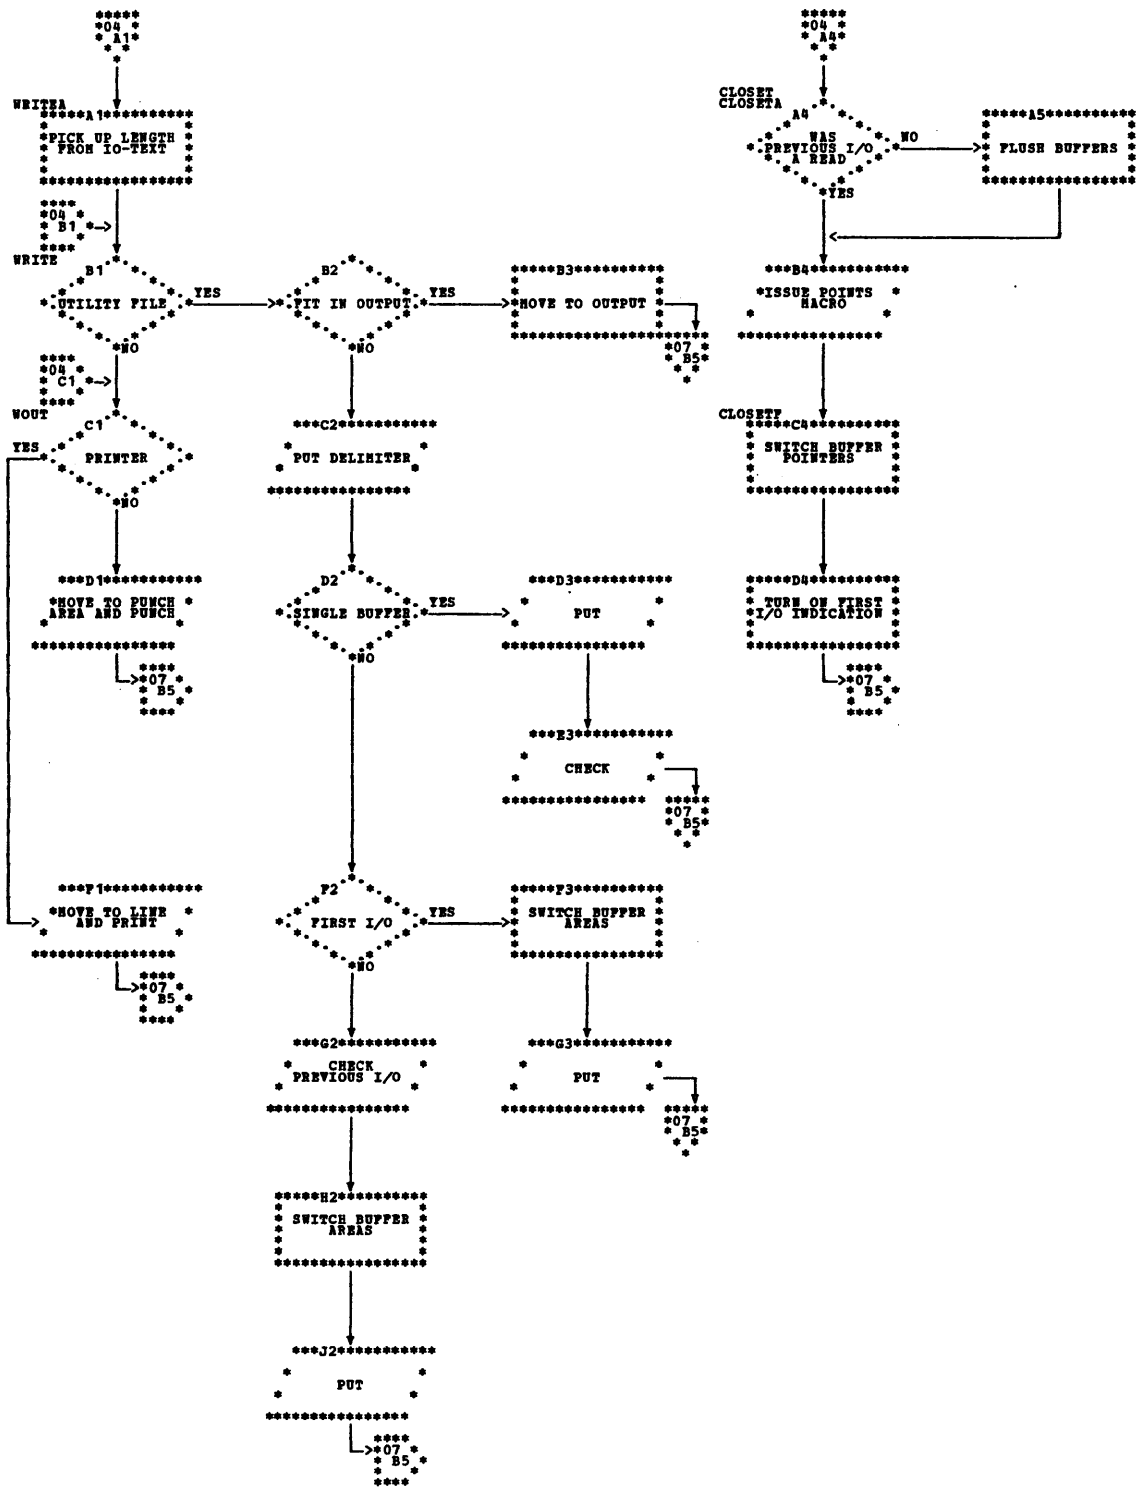 04
A1
04
A4
WRITEA
A1
PICK UP LENGTH
FROM IO-TEXT
CLOSET
CLOSETA
A4
WAS
PREVIOUS I/O
A READ
NO
YES
A5
FLUSH BUFFERS
04
B1
WRITE
B1
UTILITY FILE
YES
NO
B2
FIT IN OUTPUT
YES
NO
B3
MOVE TO OUTPUT
07
B5
B4
ISSUE POINTS
MACRO
04
C1
WOUT
C1
YES
PRINTER
NO
C2
PUT DELIMITER
CLOSETF
C4
SWITCH BUFFER
POINTERS
D1
MOVE TO PUNCH
AREA AND PUNCH
07
B5
D2
SINGLE BUFFER
YES
NO
D3
PUT
D4
TURN ON FIRST
I/O INDICATION
07
B5
E3
CHECK
07
B5
F1
MOVE TO LINE
AND PRINT
07
B5
F2
FIRST I/O
YES
NO
F3
SWITCH BUFFER
AREAS
G2
CHECK
PREVIOUS I/O
G3
PUT
07
B5
H2
SWITCH BUFFER
AREAS
J2
PUT
07
B5